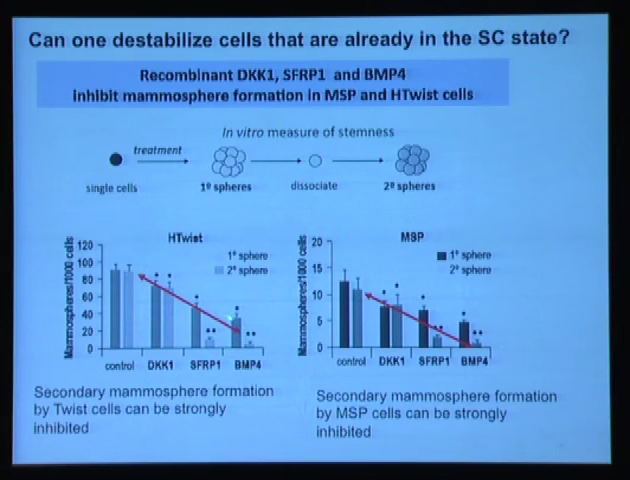 Can one destabilize cells that are already in the SC state?
Recombinant DKK1, SFRP1 and BMP4
inhibit mammosphere formation in MSP and HTwist cells
In vitro measure of stemness
treatment
single cells
1º spheres
dissociate
2º spheres
HTwist
Mammospheres/1000 cells
120
100
80
60
40
20
0
1º sphere
2º sphere
control
DKK1
SFRP1
BMP4
MSP
Mammospheres/1000 cells
20
15
10
5
0
1º sphere
2º sphere
control
DKK1
SFRP1
BMP4
Secondary mammosphere formation
by Twist cells can be strongly
inhibited
Secondary mammosphere formation
by MSP cells can be strongly
inhibited